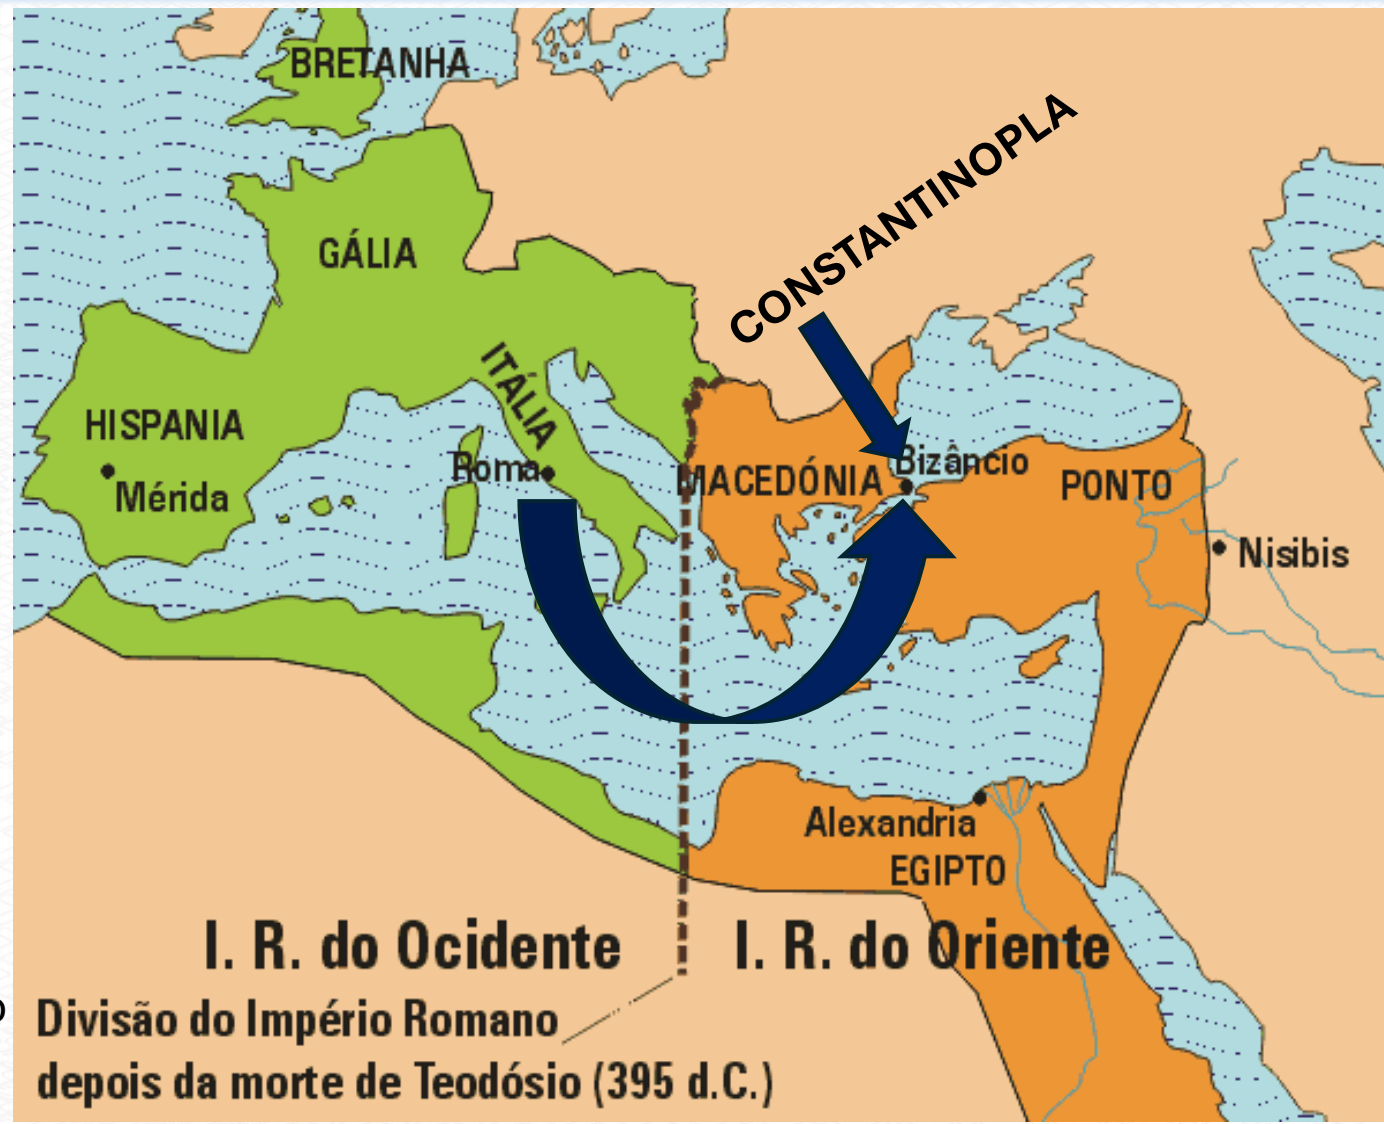 BRETANHA
CONSTANTINOPLA
GÁLIA
ITÁLIA
HISPANIA
Mérida
Roma
MACEDÓNIA
Bizâncio
PONTO
Nisibis
Alexandria
EGIPTO
I. R. do Ocidente
I. R. do Oriente
Divisão do Império Romano
depois da morte de Teodósio (395 d.C.)